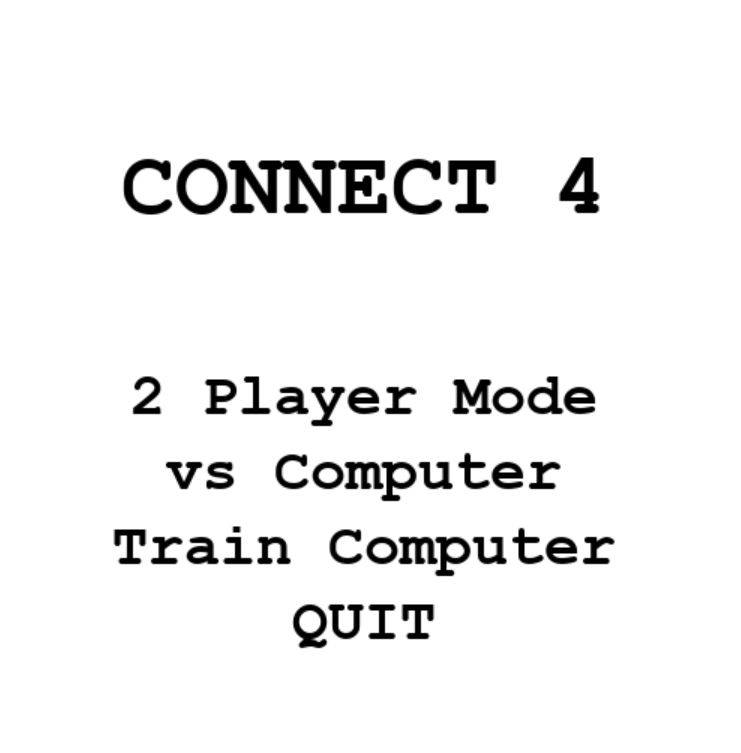 CONNECT 4
2 Player Mode
vs Computer
Train Computer
QUIT